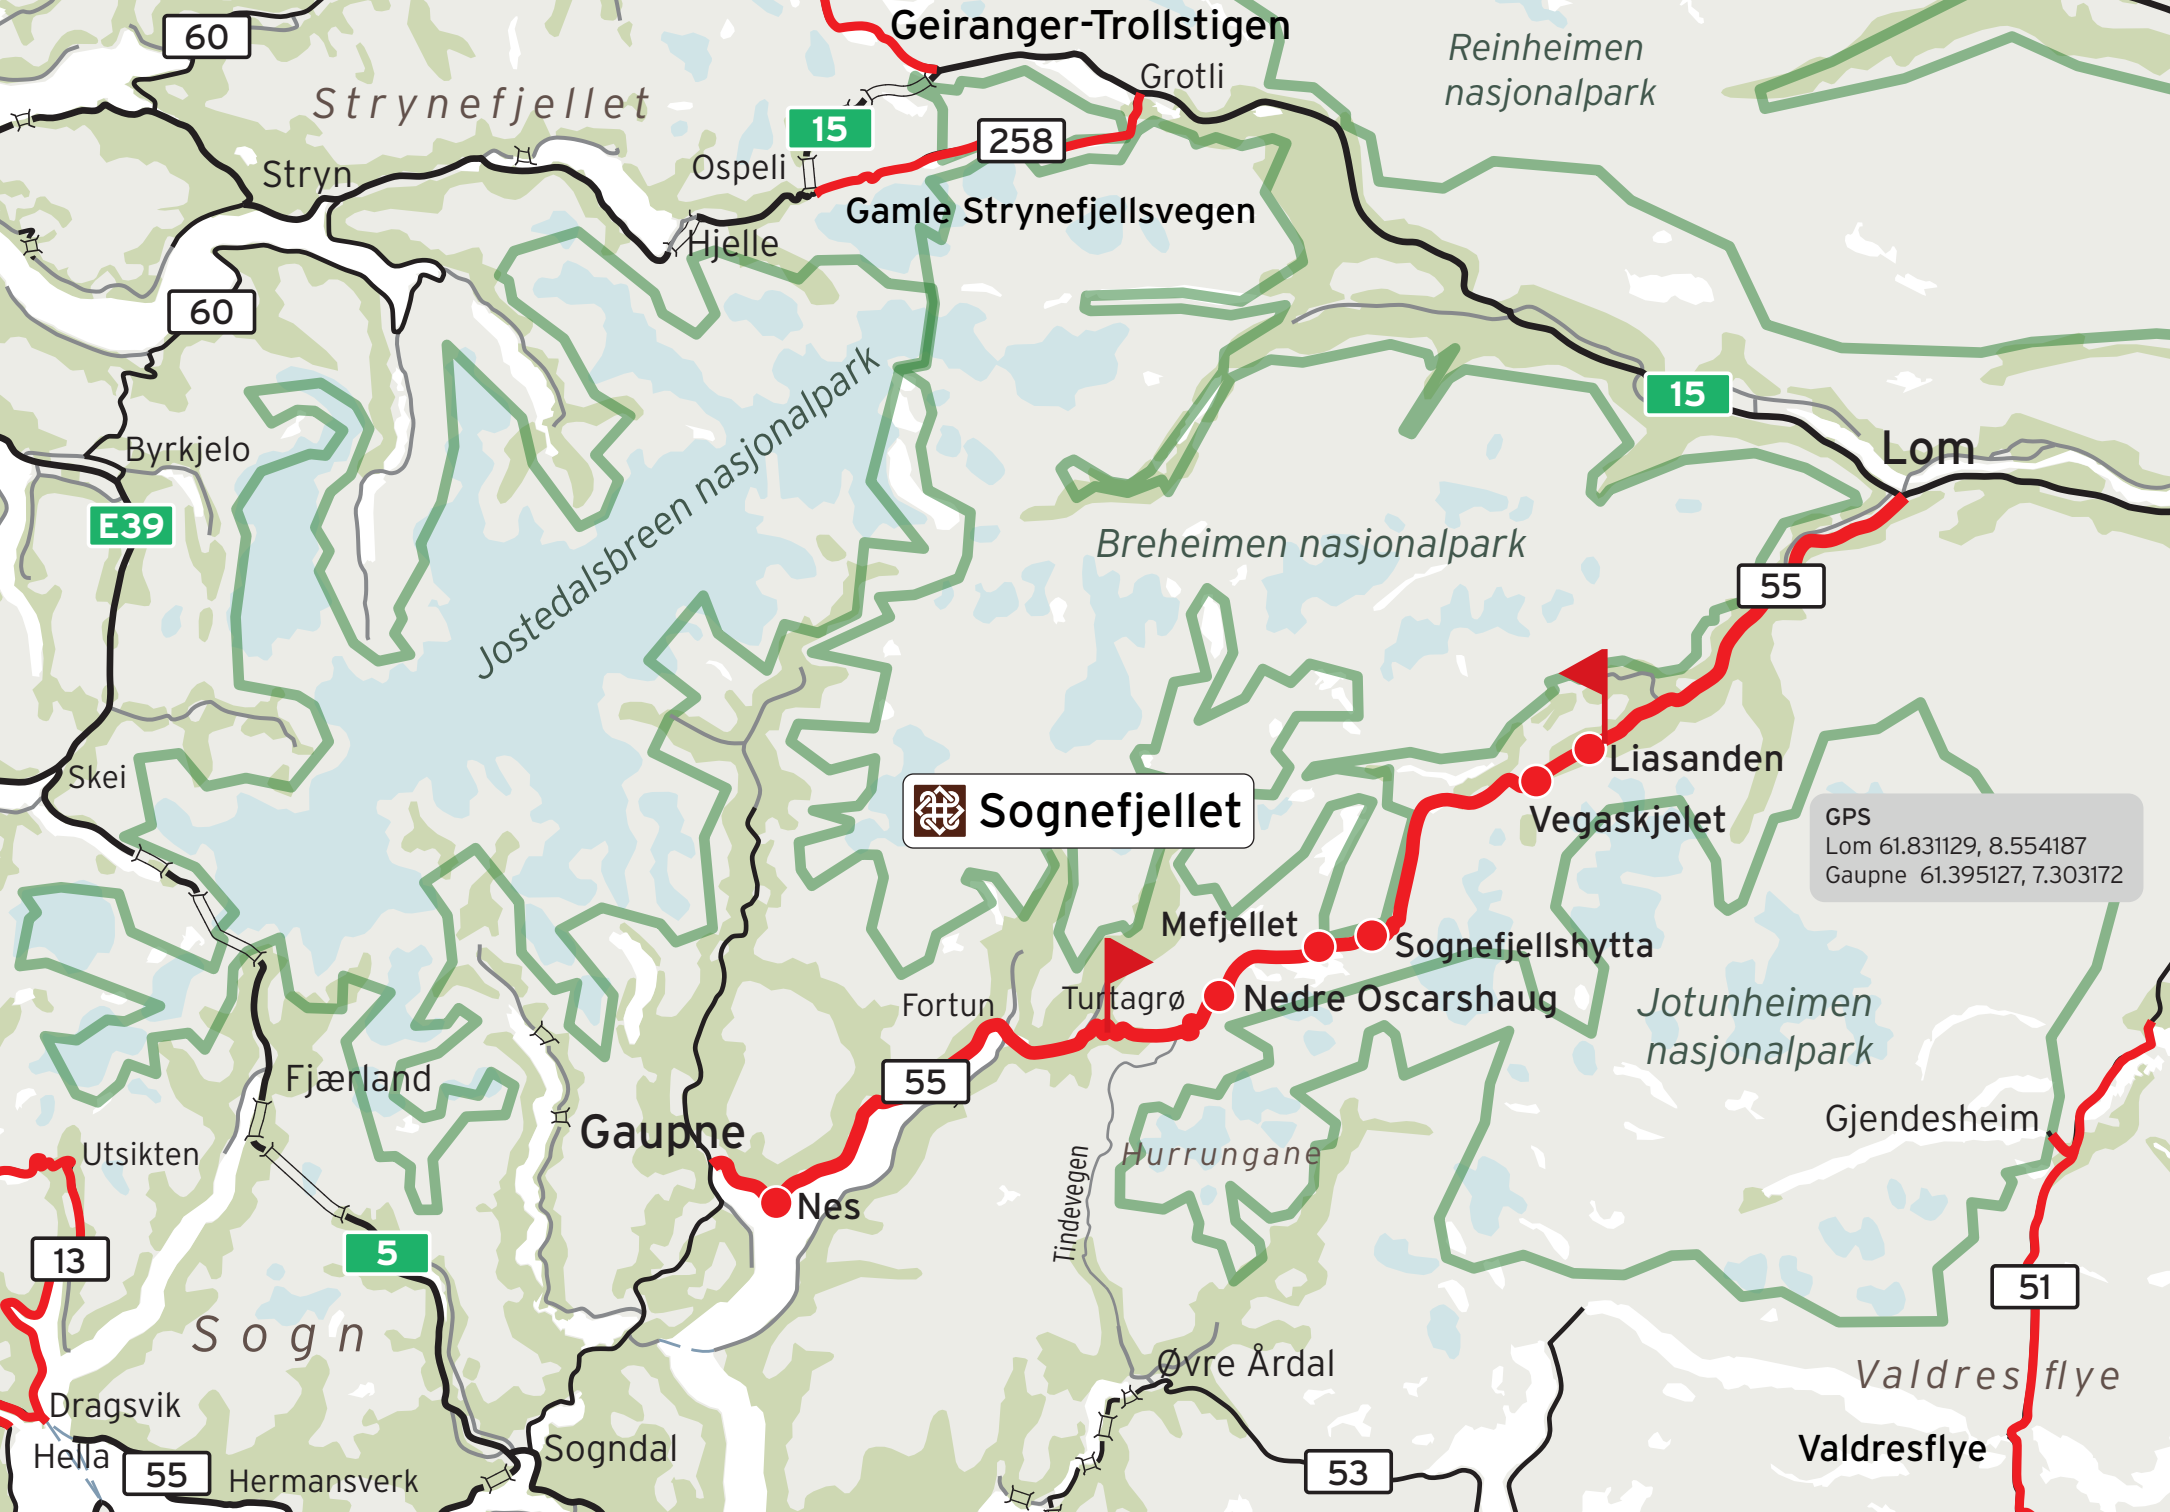 Geiranger-Trollstigen
60
Reinheimen
nasjonalpark
Grotli
Strynefjellet
15
258
Ospeli
Stryn
Gamle Strynefjellsvegen
Hjelle
60
Jostedalsbreen nasjonalpark
15
Lom
Byrkjelo
E39
Breheimen nasjonalpark
55
Skei
Liasanden
Vegaskjelet
Sognefjellet
GPS
Lom 61.831129, 8.554187
Gaupne 61.395127, 7.303172
Mefjellet
Sognefjellshytta
Fortun
Turtagrø
Nedre Oscarshaug
Jotunheimen
nasjonalpark
Fjærland
55
Gaupne
Gjendesheim
Utsikten
Hurrungane
Tindevegen
Nes
13
5
51
Sogn
Øvre Årdal
Valdresflye
Dragsvik
Hella
Sogndal
Valdresflye
55
Hermansverk
53